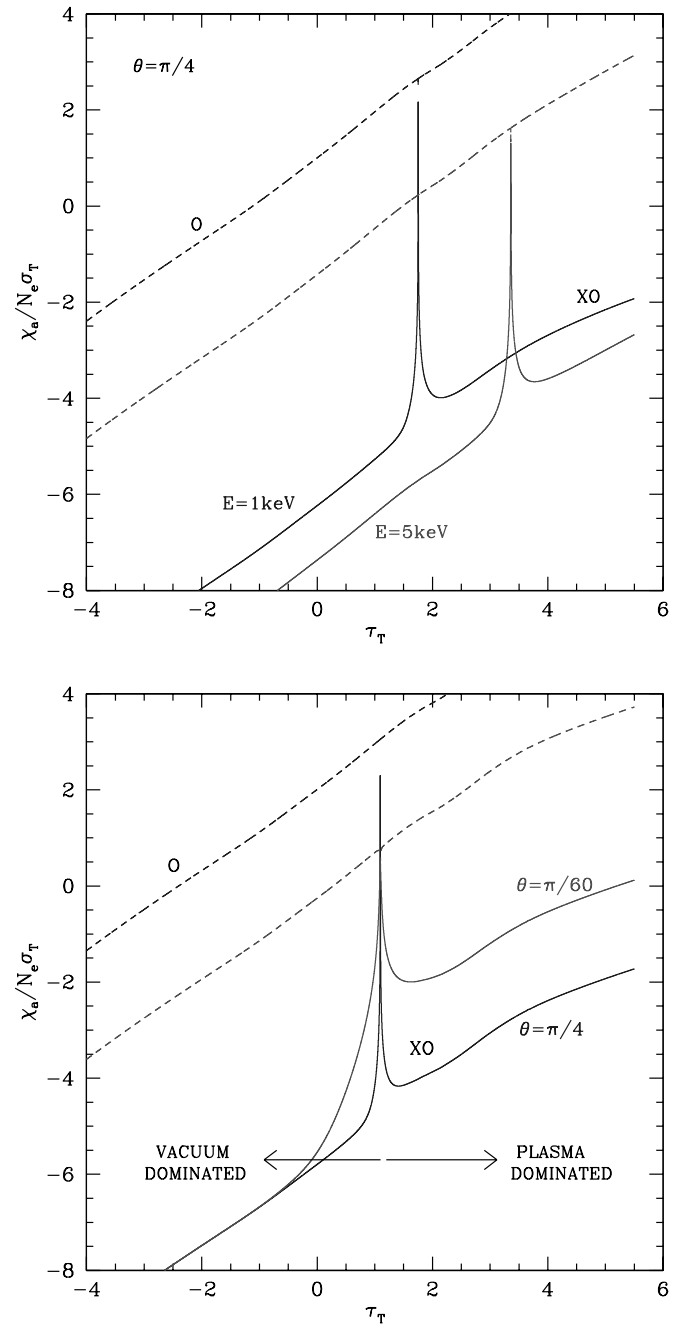 4
θ=π/4
2
O
0
χa/NeσT
XO
−2
−4
E=1keV
−6
E=5keV
−8
−4 −2 0 2 4 6
τT
4
2
O
θ=π/60
0
χa/NeσT
−2
θ=π/4
XO
−4
VACUUM PLASMA
DOMINATED DOMINATED
−6
−8
−4 −2 0 2 4 6
τT